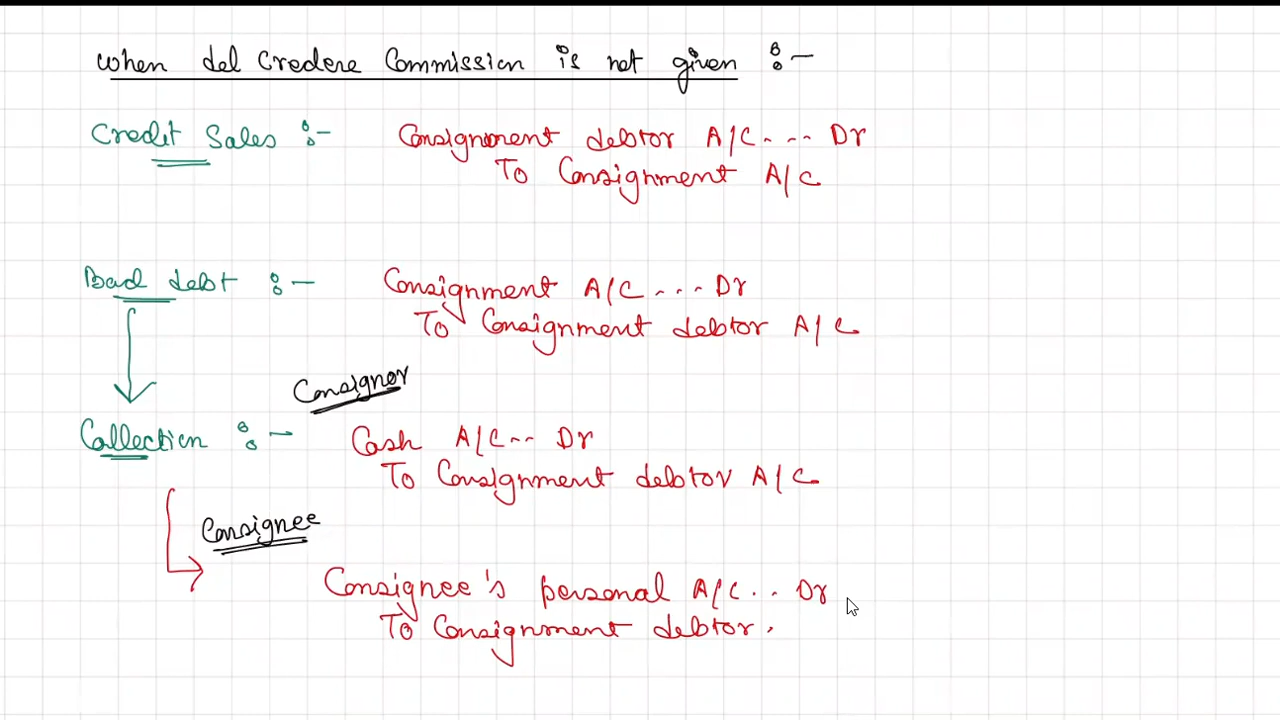 When del Credere Commission is not given :-
Credit Sales :- Consignment debtor A/C... Dr
To Consignment A/C
Bad debt :- Consignment A/C... Dr
To Consignment debtor A/C
Consignor
Collection :- Cash A/C.. Dr
To Consignment debtor A/C
Consignee
Consignee's personal A/C.. Dr
To Consignment debtor.